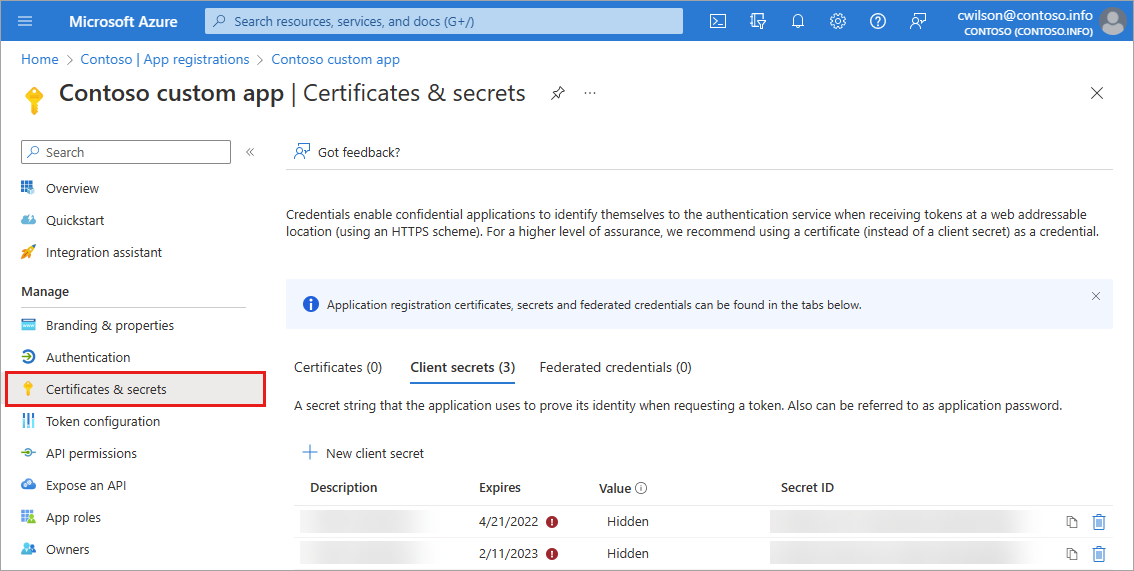 Microsoft Azure
Search resources, services, and docs (G+/)
cwilson@contoso.info
CONTOSO (CONTOSO.INFO)
Home > Contoso | App registrations > Contoso custom app
Contoso custom app | Certificates & secrets
...
Search
«
Got feedback?
Overview
Quickstart
Integration assistant
Manage
Branding & properties
Authentication
Certificates & secrets
Token configuration
API permissions
Expose an API
App roles
Owners
Credentials enable confidential applications to identify themselves to the authentication service when receiving tokens at a web addressable
location (using an HTTPS scheme). For a higher level of assurance, we recommend using a certificate (instead of a client secret) as a credential.
Application registration certificates, secrets and federated credentials can be found in the tabs below.
Certificates (0) Client secrets (3) Federated credentials (0)
A secret string that the application uses to prove its identity when requesting a token. Also can be referred to as application password.
New client secret
Description Expires Value Secret ID
4/21/2022 Hidden
2/11/2023 Hidden